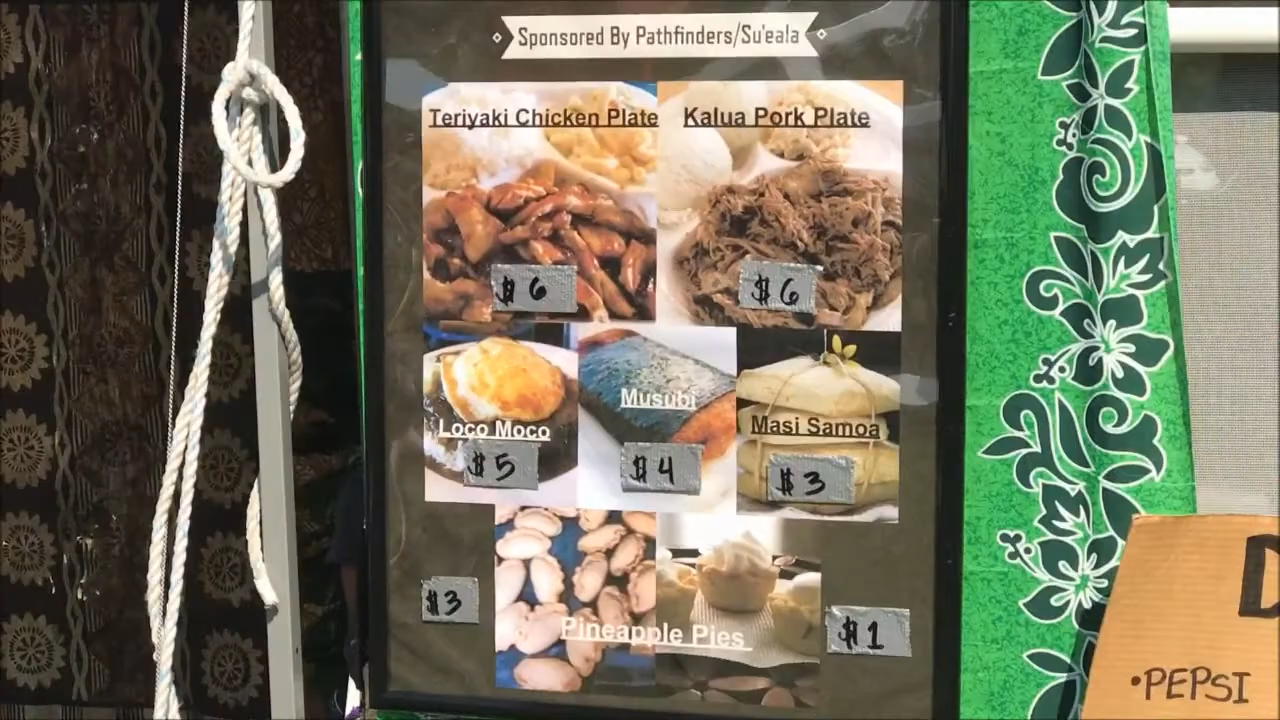 Sponsored By Pathfinders/Su'eala
Teriyaki Chicken Plate
Kalua Pork Plate
$6
$6
Loco Moco
Musubi
Masi Samoa
$5
$4
$3
$3
Pineapple Pies
$1
D
•PEPSI